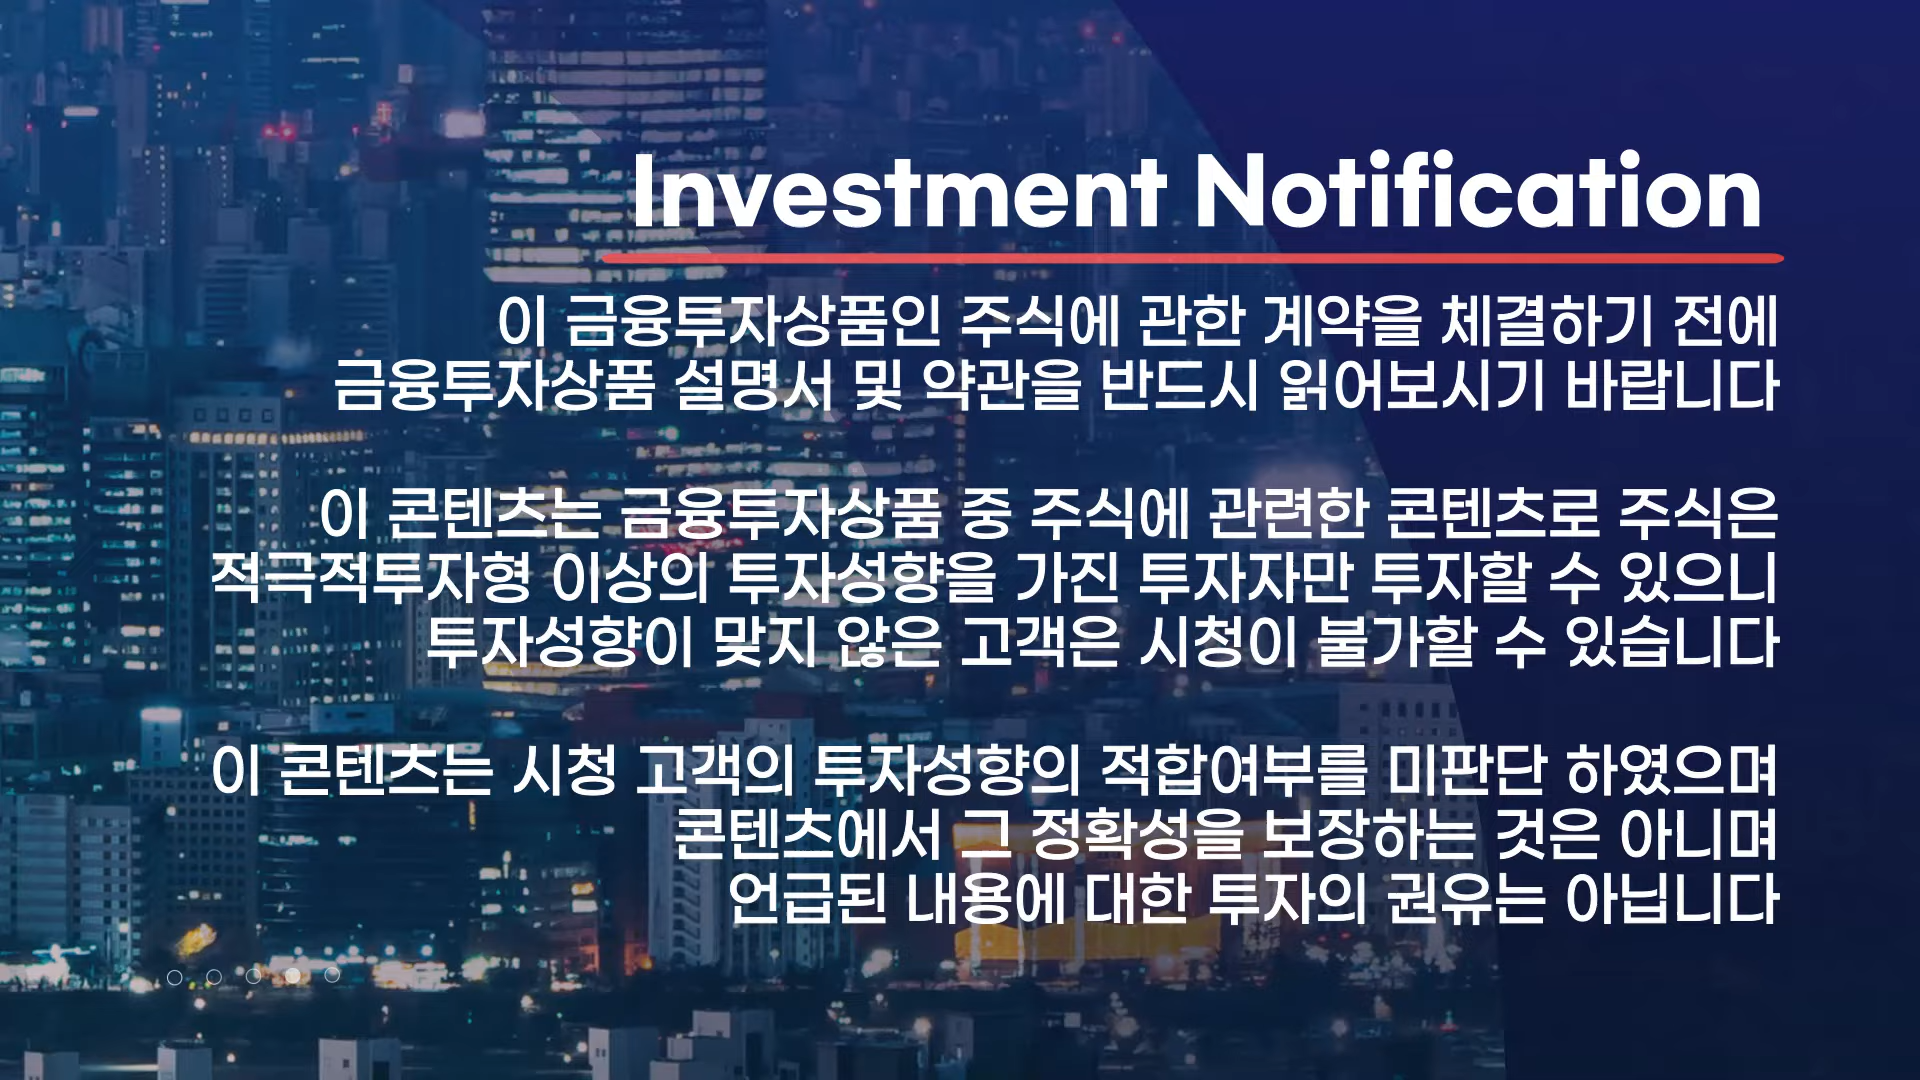 Investment Notification
이 금융투자상품인 주식에 관한 계약을 체결하기 전에
금융투자상품 설명서 및 약관을 반드시 읽어보시기 바랍니다
이 콘텐츠는 금융투자상품 중 주식에 관련한 콘텐츠로 주식은
적극적투자형 이상의 투자성향을 가진 투자자만 투자할 수 있으니
투자성향이 맞지 않은 고객은 시청이 불가할 수 있습니다
이 콘텐츠는 시청 고객의 투자성향의 적합여부를 미판단 하였으며
콘텐츠에서 그 정확성을 보장하는 것은 아니며
언급된 내용에 대한 투자의 권유는 아닙니다